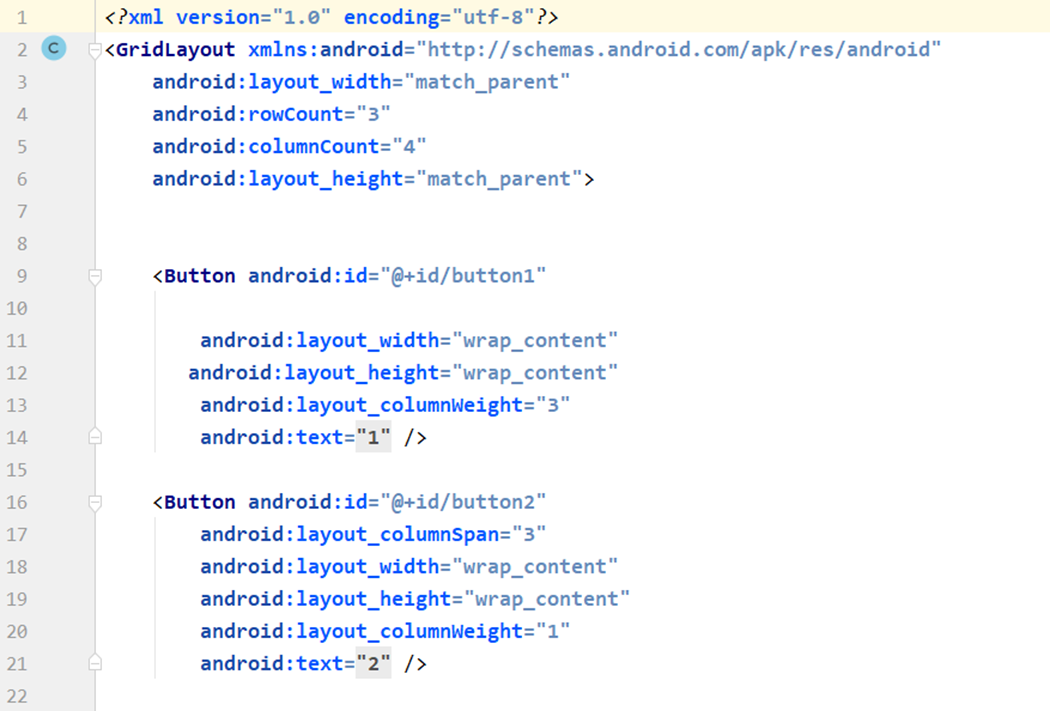 1 <?xml version="1.0" encoding="utf-8"?>
2 C <GridLayout xmlns:android="http://schemas.android.com/apk/res/android"
3 android:layout_width="match_parent"
4 android:rowCount="3"
5 android:columnCount="4"
6 android:layout_height="match_parent">
7
8
9 <Button android:id="@+id/button1"
10
11 android:layout_width="wrap_content"
12 android:layout_height="wrap_content"
13 android:layout_columnWeight="3"
14 android:text="1" />
15
16 <Button android:id="@+id/button2"
17 android:layout_columnSpan="3"
18 android:layout_width="wrap_content"
19 android:layout_height="wrap_content"
20 android:layout_columnWeight="1"
21 android:text="2" />
22